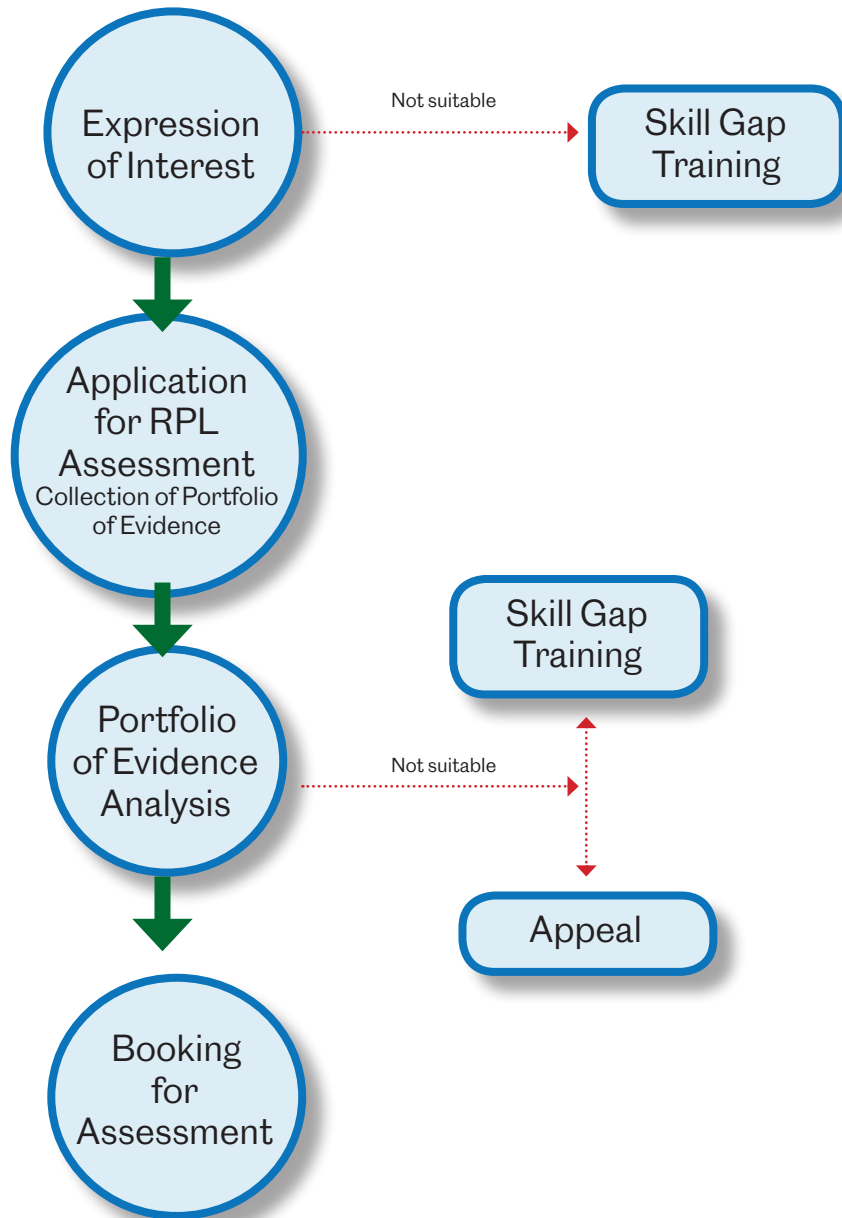 Expression
of Interest
Not suitable
Skill Gap
Training
Application
for RPL
Assessment
Collection of Portfolio
of Evidence
Skill Gap
Training
Portfolio
of Evidence
Analysis
Not suitable
Appeal
Booking
for
Assessment